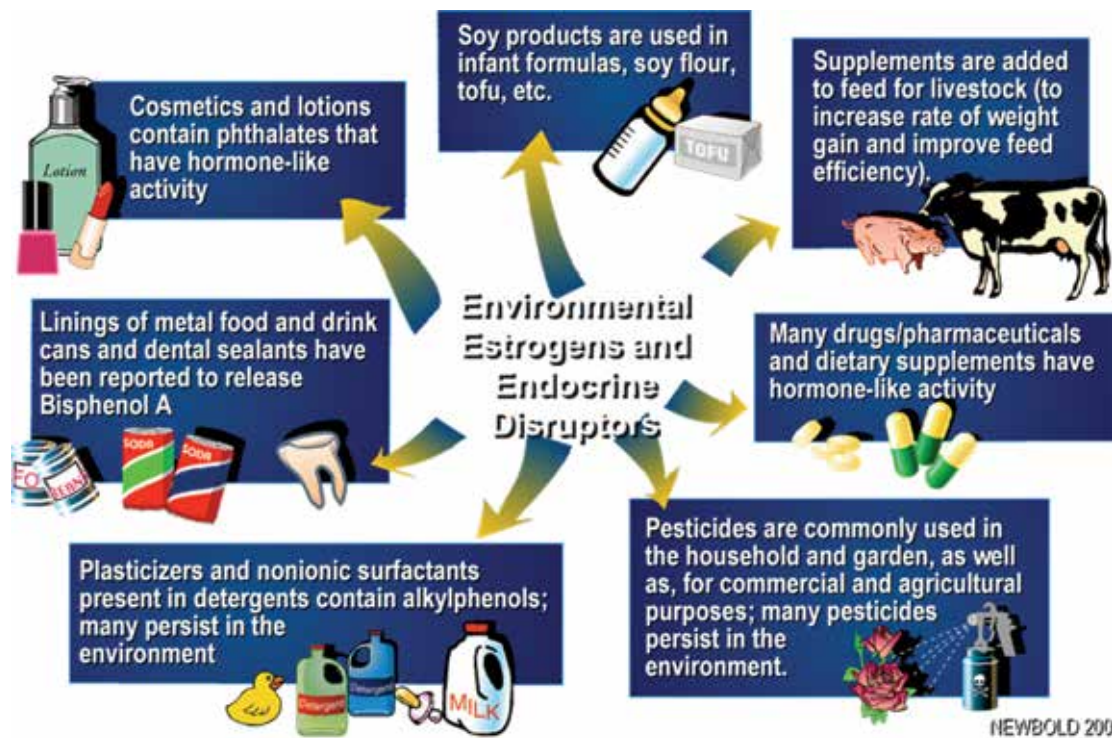 Cosmetics and lotions
contain phthalates that
have hormone-like
activity
Lotion
Soy products are used in
infant formulas, soy flour,
tofu, etc.
TOFU
Supplements are added
to feed for livestock (to
increase rate of weight
gain and improve feed
efficiency).
Environmental
Estrogens and
Endocrine
Disruptors
Linings of metal food and drink
cans and dental sealants have
been reported to release
Bisphenol A
SODA
SODA
Many drugs/pharmaceuticals
and dietary supplements have
hormone-like activity
Plasticizers and nonionic surfactants
present in detergents contain alkylphenols;
many persist in the
environment
Detergent
Detergent
MILK
Pesticides are commonly used in
the household and garden, as well
as, for commercial and agricultural
purposes; many pesticides
persist in the
environment.
NEWBOLD 200